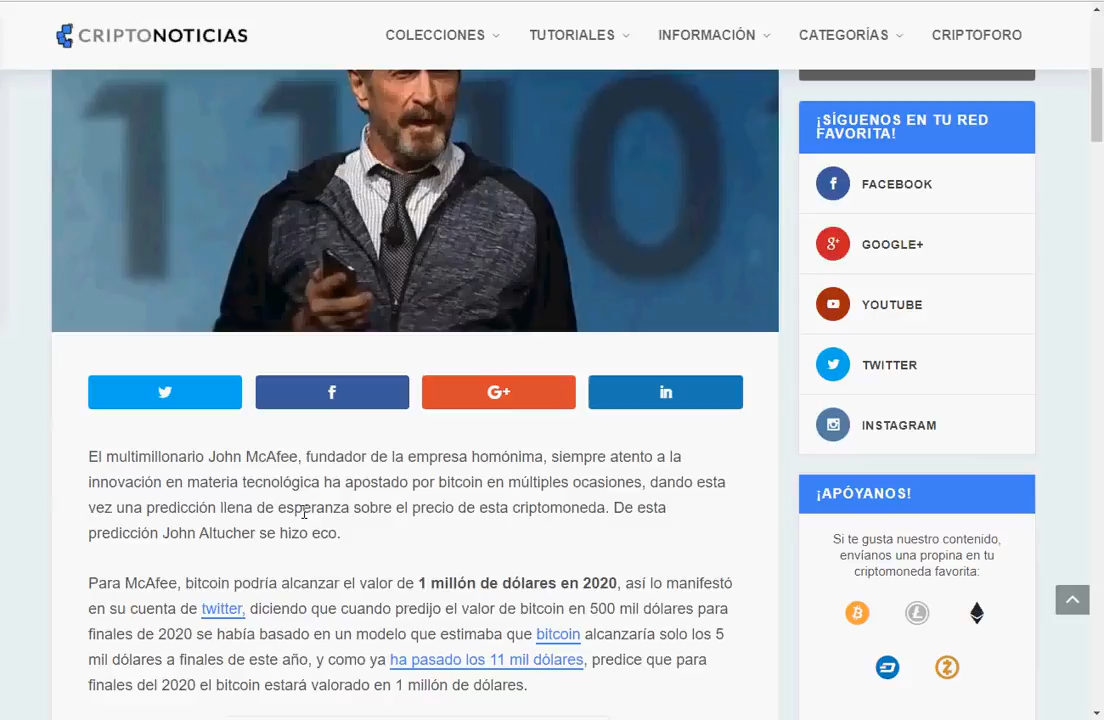 CRIPTONOTICIAS
COLECCIONES
TUTORIALES
INFORMACIÓN
CATEGORÍAS
CRIPTOFORO
11 10
¡SÍGUENOS EN TU RED
FAVORITA!
FACEBOOK
GOOGLE+
YOUTUBE
TWITTER
INSTAGRAM
El multimillonario John McAfee, fundador de la empresa homónima, siempre atento a la
innovación en materia tecnológica ha apostado por bitcoin en múltiples ocasiones, dando esta
vez una predicción llena de esperanza sobre el precio de esta criptomoneda. De esta
predicción John Altucher se hizo eco.
Para McAfee, bitcoin podría alcanzar el valor de 1 millón de dólares en 2020, así lo manifestó
en su cuenta de twitter, diciendo que cuando predijo el valor de bitcoin en 500 mil dólares para
finales de 2020 se había basado en un modelo que estimaba que bitcoin alcanzaría solo los 5
mil dólares a finales de este año, y como ya ha pasado los 11 mil dólares, predice que para
finales del 2020 el bitcoin estará valorado en 1 millón de dólares.
¡APÓYANOS!
Si te gusta nuestro contenido,
envíanos una propina en tu
criptomoneda favorita: